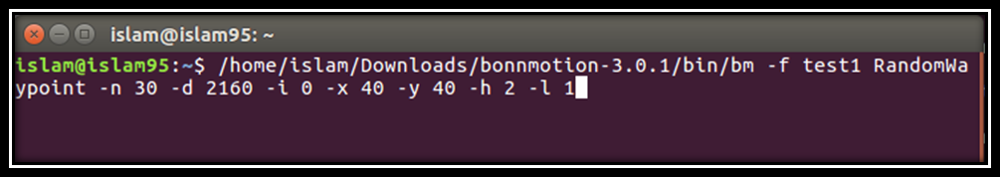 islam@islam95: ~
islam@islam95:~$ /home/islam/Downloads/bonnmotion-3.0.1/bin/bm -f test1 RandomWa
ypoint -n 30 -d 2160 -i 0 -x 40 -y 40 -h 2 -l 1